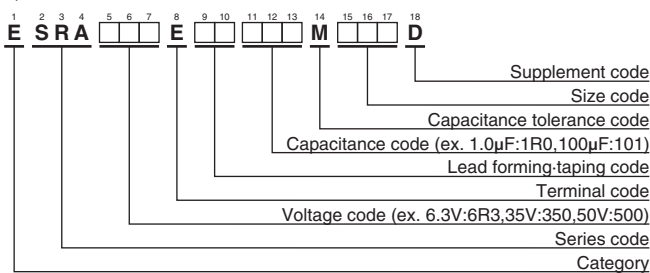 1 2 3 4 5 6 7 8 9 10 11 12 13 14 15 16 17 18
E SRA E M D
Supplement code
Size code
Capacitance tolerance code
Capacitance code (ex. 1.0μF:1R0,100μF:101)
Lead forming·taping code
Terminal code
Voltage code (ex. 6.3V:6R3,35V:350,50V:500)
Series code
Category